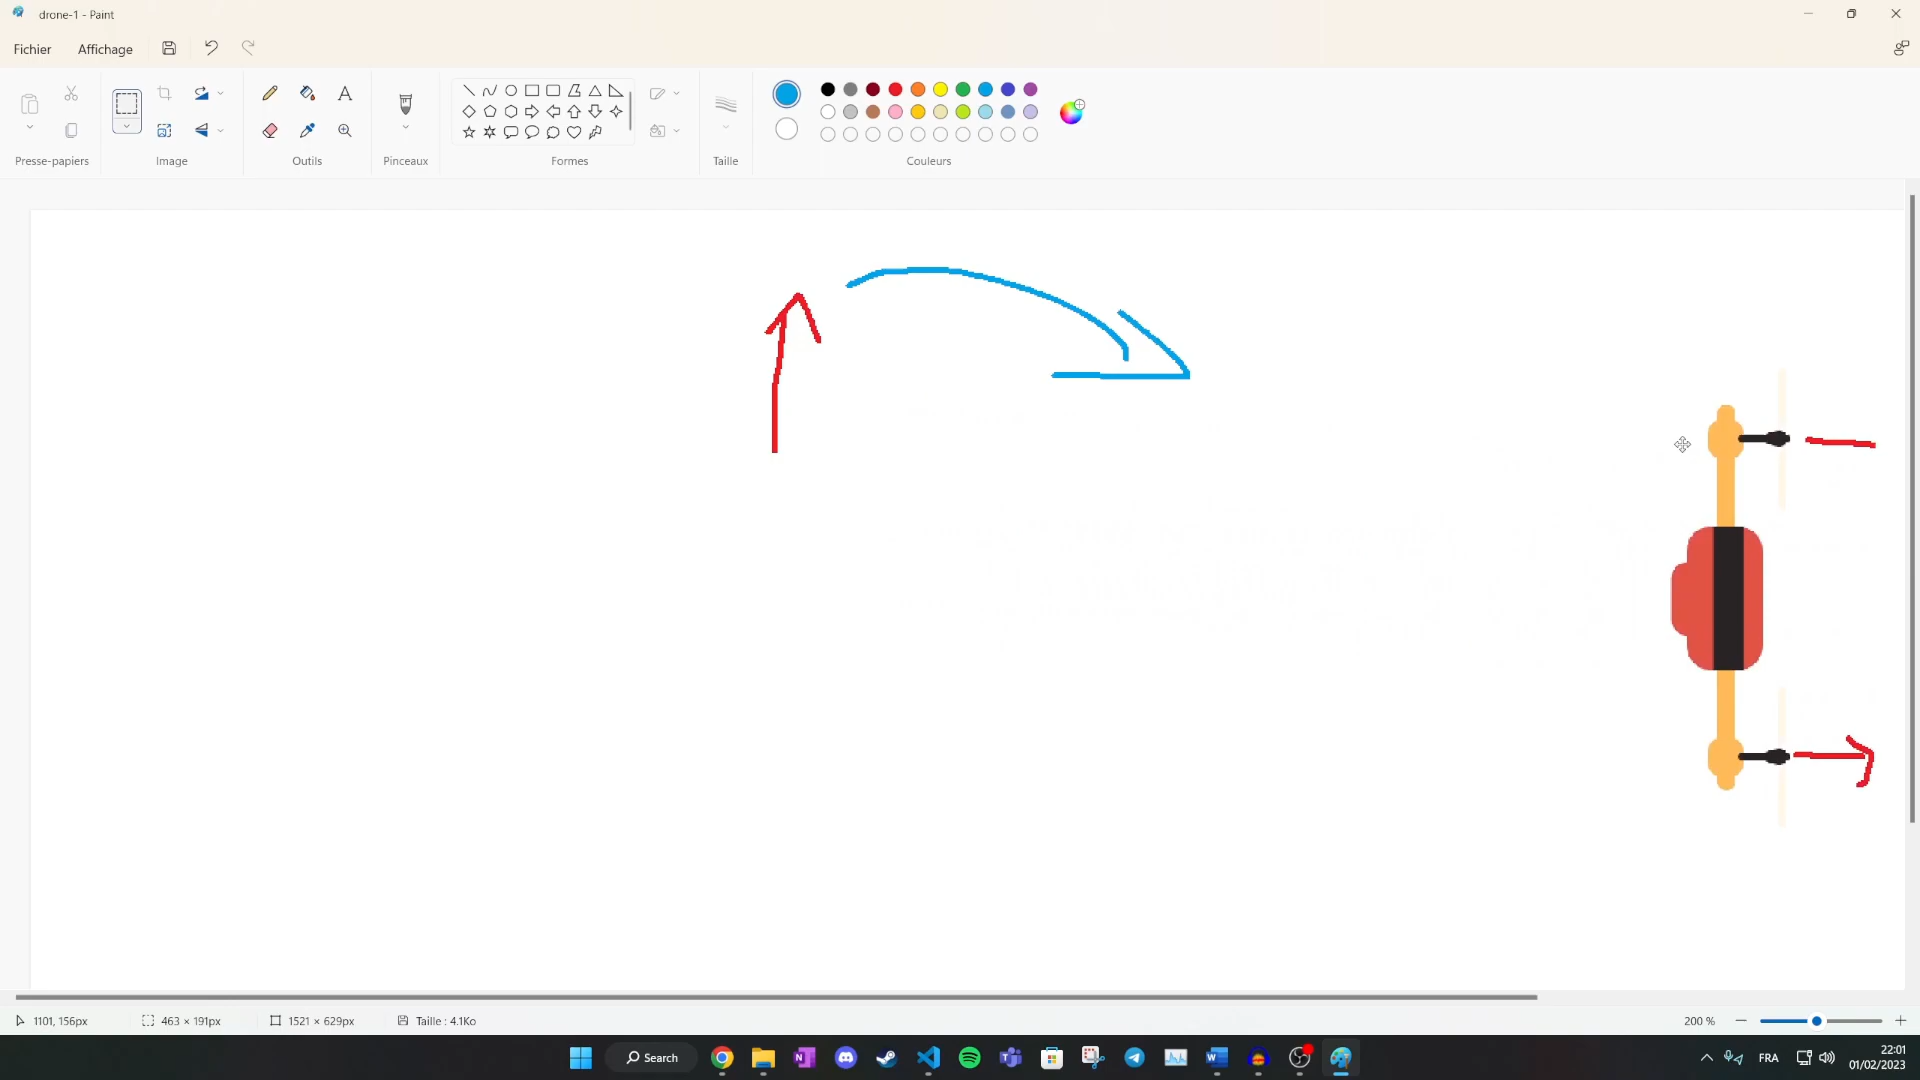 drone-1 - Paint
Fichier Affichage
Presse-papiers Image Outils Pinceaux Formes Taille Couleurs
1101, 156px 463 × 191px 1521 × 629px Taille : 4.1Ko 200 %
Search FRA 22:01
01/02/2023